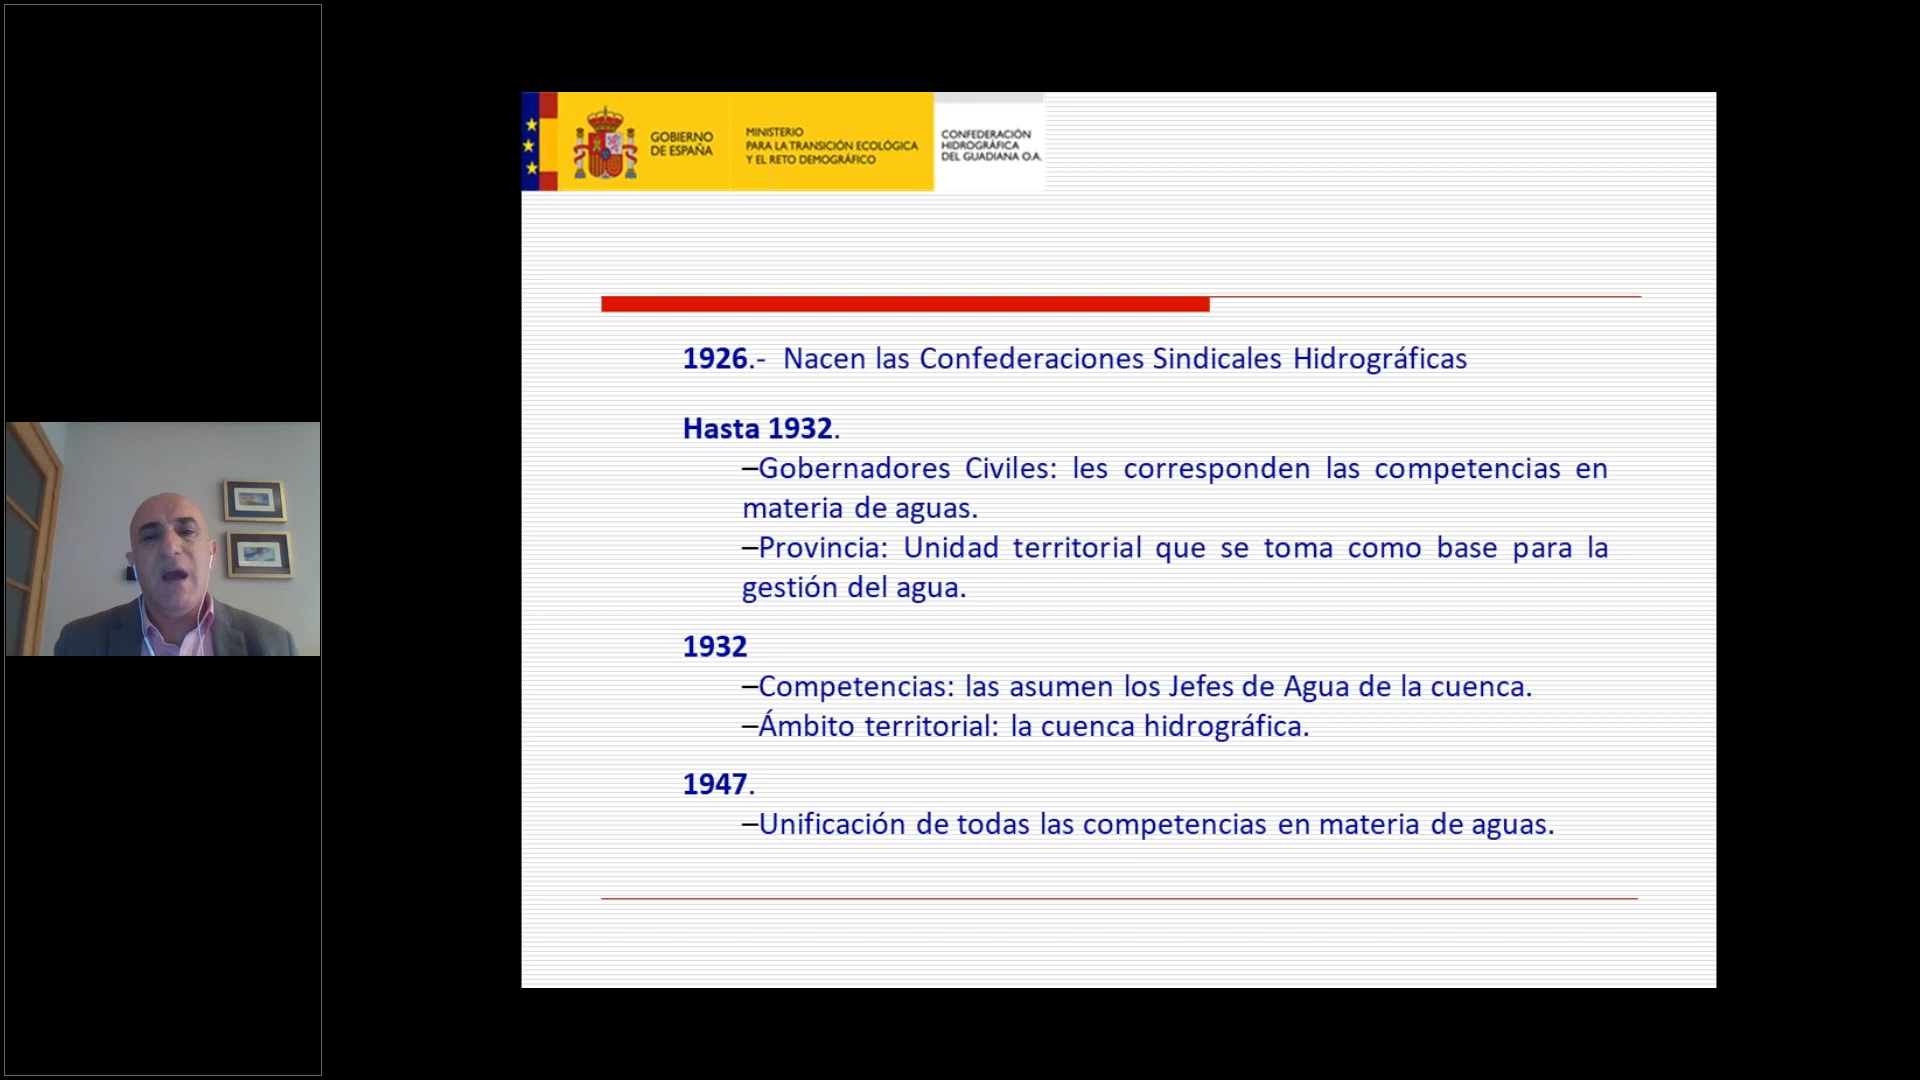 GOBIERNO
DE ESPAÑA
MINISTERIO
PARA LA TRANSICIÓN ECOLÓGICA
Y EL RETO DEMOGRÁFICO
CONFEDERACIÓN
HIDROGRÁFICA
DEL GUADIANA O.A.
1926.- Nacen las Confederaciones Sindicales Hidrográficas
Hasta 1932.
–Gobernadores Civiles: les corresponden las competencias en
materia de aguas.
–Provincia: Unidad territorial que se toma como base para la
gestión del agua.
1932
–Competencias: las asumen los Jefes de Agua de la cuenca.
–Ámbito territorial: la cuenca hidrográfica.
1947.
–Unificación de todas las competencias en materia de aguas.